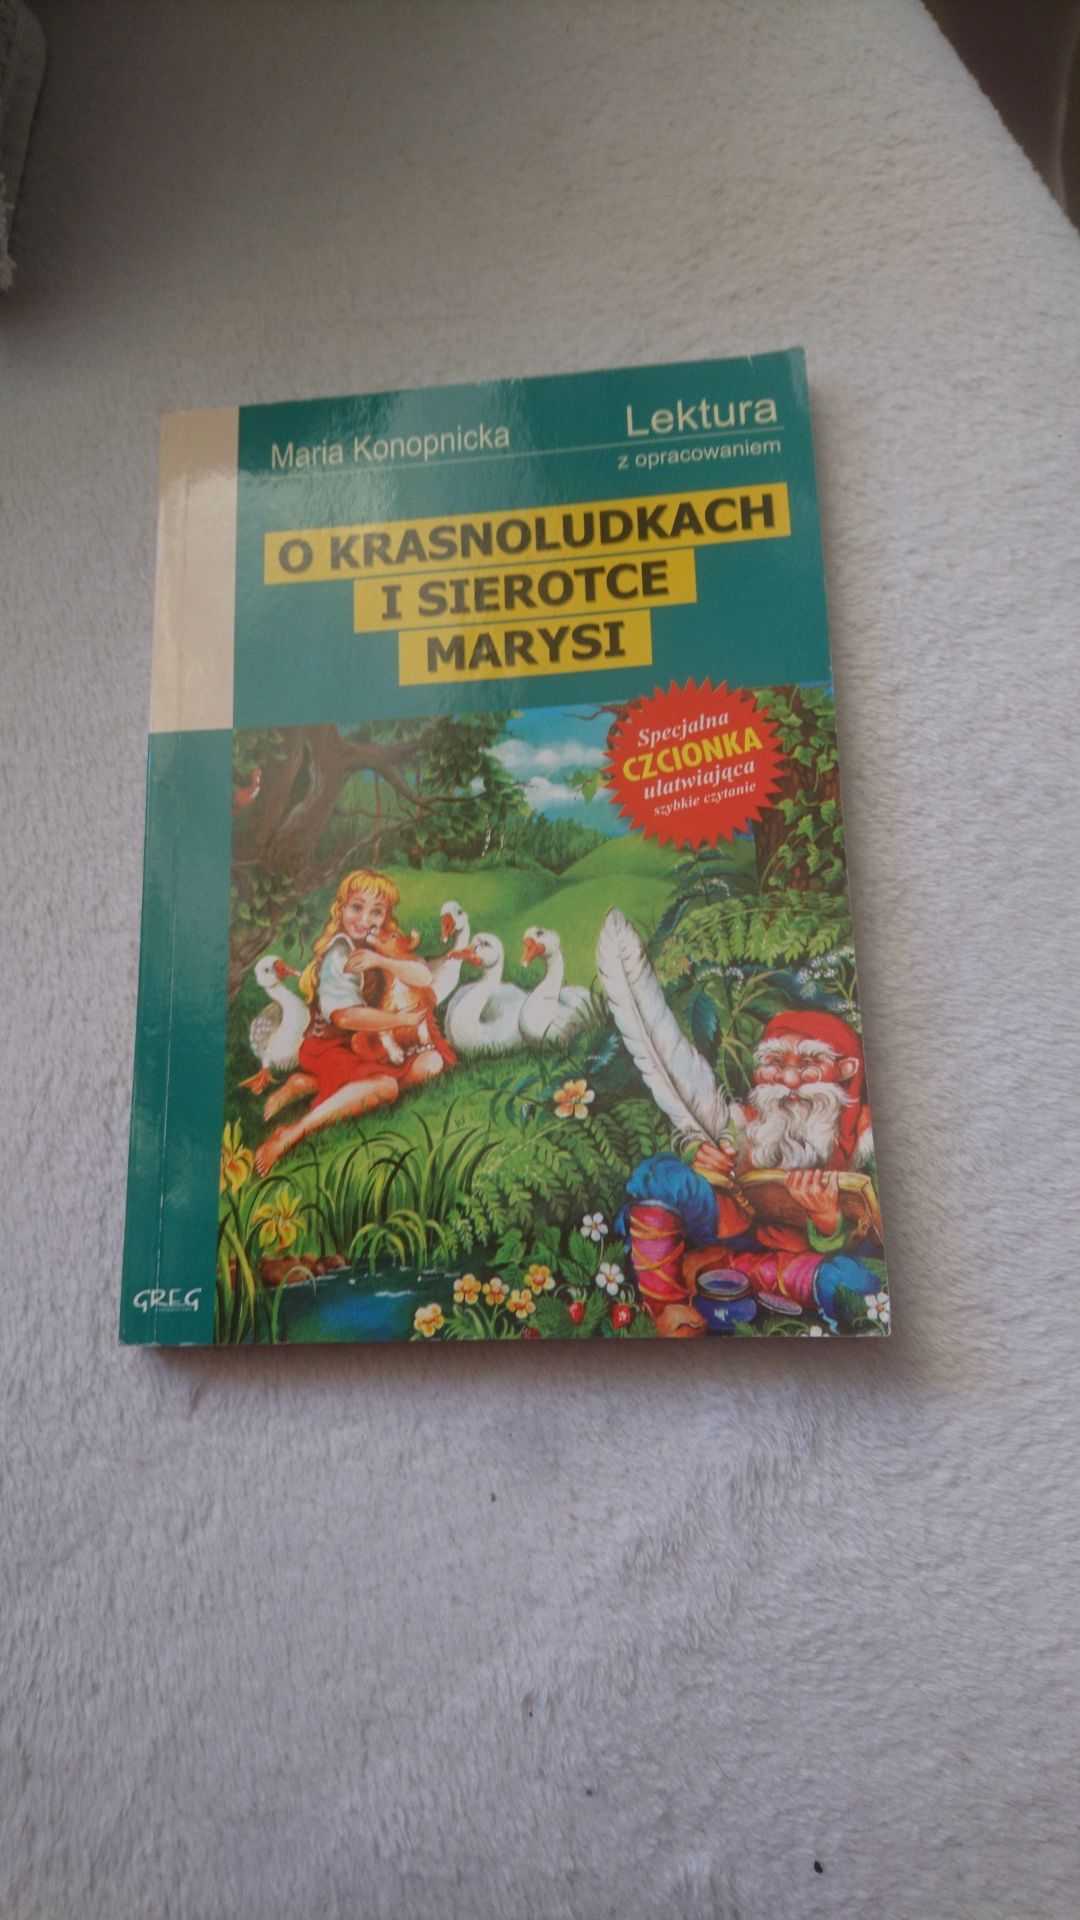 Maria Konopnicka
Lektura
z opracowaniem
O KRASNOLUDKACH
I SIEROTCE
MARYSI
Specjalna
CZCIONKA
ułatwiająca
szybkie czytanie
GREG